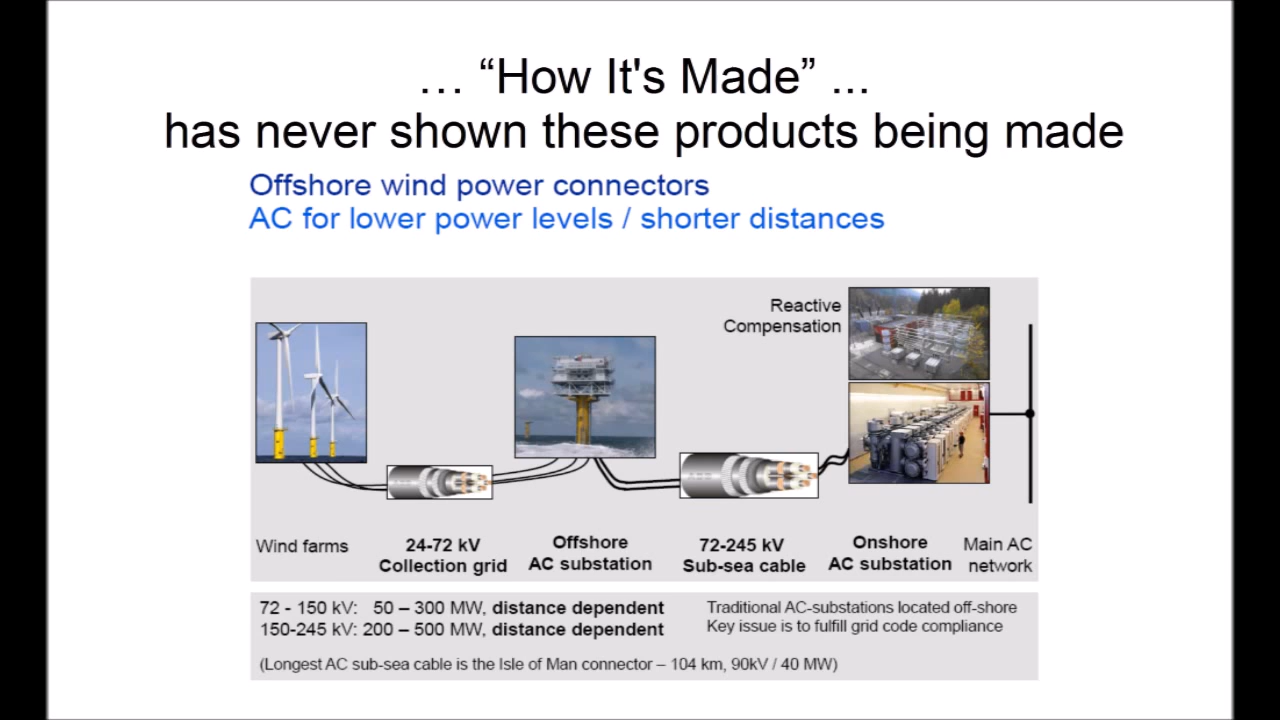 … “How It's Made” ...
has never shown these products being made
Offshore wind power connectors
AC for lower power levels / shorter distances
Reactive
Compensation
Wind farms
24-72 kV
Collection grid
Offshore
AC substation
72-245 kV
Sub-sea cable
Onshore
AC substation
Main AC
network
72 - 150 kV: 50 – 300 MW, distance dependent
150-245 kV: 200 – 500 MW, distance dependent
Traditional AC-substations located off-shore
Key issue is to fulfill grid code compliance
(Longest AC sub-sea cable is the Isle of Man connector – 104 km, 90kV / 40 MW)